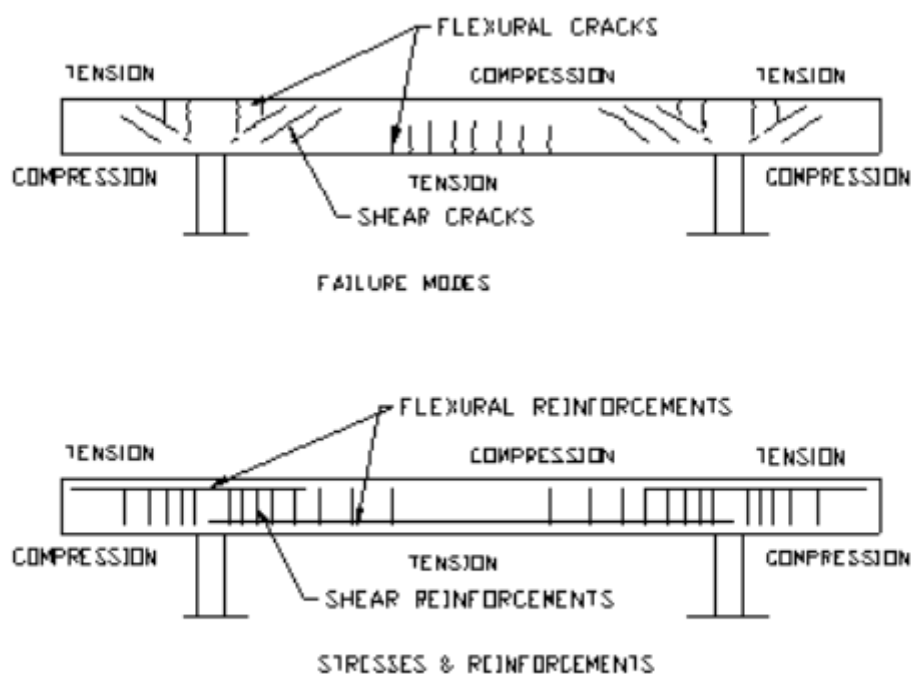 FLEXURAL CRACKS
TENSION COMPRESSION TENSION
COMPRESSION TENSION COMPRESSION
SHEAR CRACKS
FAILURE MODES
FLEXURAL REINFORCEMENTS
TENSION COMPRESSION TENSION
COMPRESSION TENSION COMPRESSION
SHEAR REINFORCEMENTS
STRESSES & REINFORCEMENTS